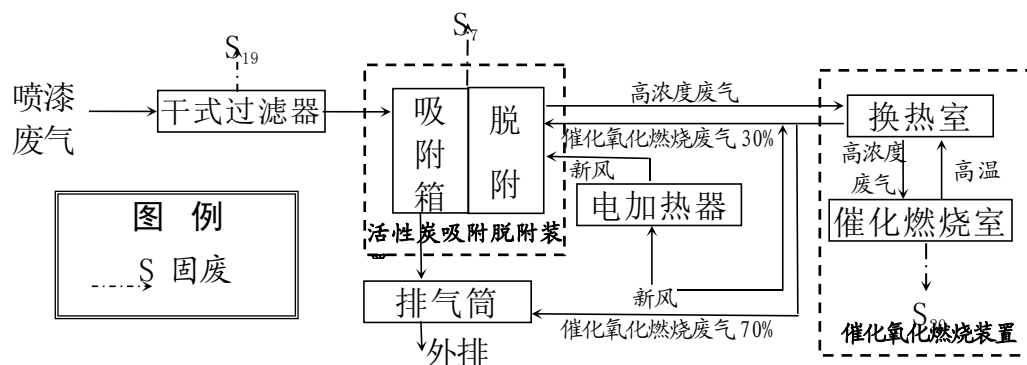 S19
S7
喷漆
废气
干式过滤器
吸附箱
脱附
高浓度废气
催化氧化燃烧废气30%
新风
电加热器
活性炭吸附脱附装
换热室
高浓度
废气
高温
催化燃烧室
图 例
S 固废
排气筒
新风
催化氧化燃烧废气70%
外排
催化氧化燃烧装置